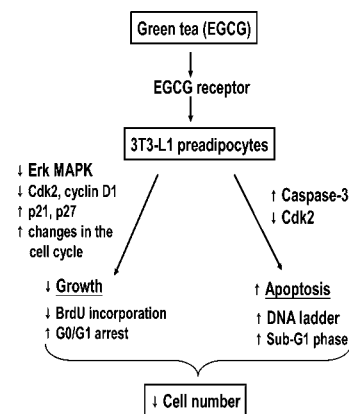 Green tea (EGCG)
EGCG receptor
3T3-L1 preadipocytes
↓ Erk MAPK
↓ Cdk2, cyclin D1
↑ p21, p27
↑ changes in the
cell cycle
↑ Caspase-3
↓ Cdk2
↓ Growth
↓ BrdU incorporation
↑ G0/G1 arrest
↑ Apoptosis
↑ DNA ladder
↑ Sub-G1 phase
↓ Cell number